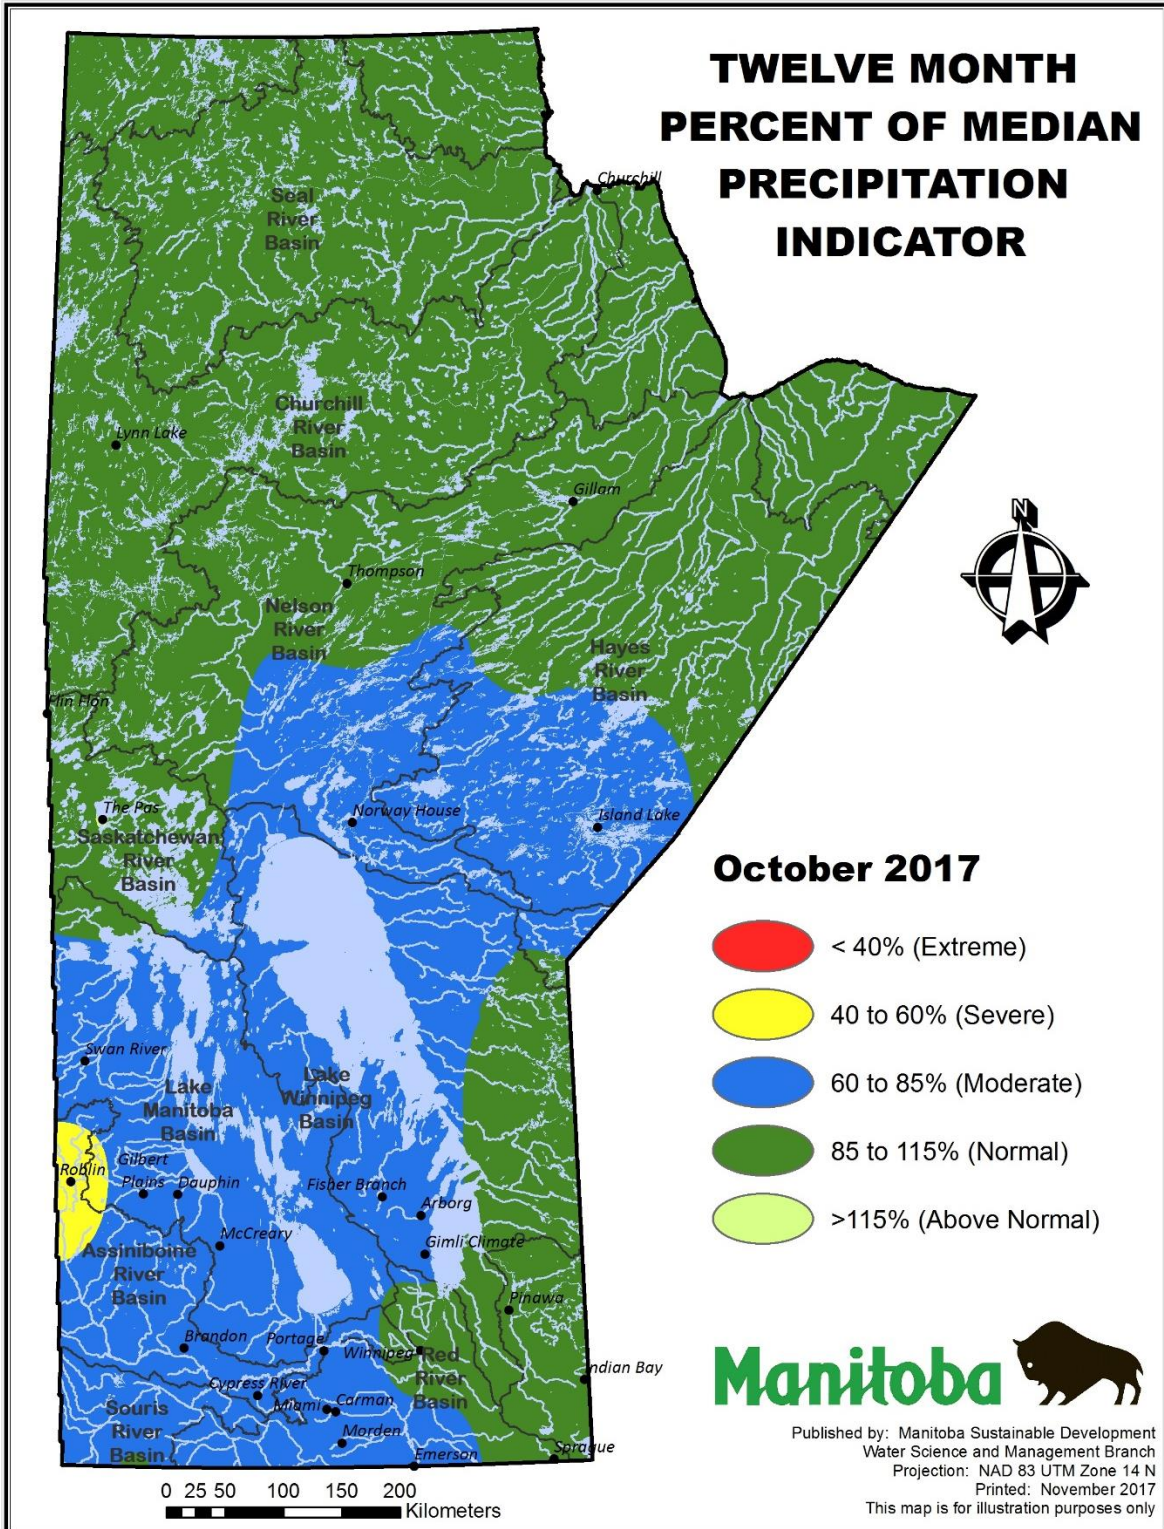 TWELVE MONTH
PERCENT OF MEDIAN
PRECIPITATION
INDICATOR
Churchill
Seal
River
Basin
Churchill
River
Basin
Lynn Lake
Gillam
N
Thompson
Nelson
River
Basin
Hayes
River
Basin
Flin Flon
The Pas
Norway House
Island Lake
Saskatchewan
River
Basin
October 2017
< 40% (Extreme)
40 to 60% (Severe)
60 to 85% (Moderate)
85 to 115% (Normal)
>115% (Above Normal)
Swan River
Lake
Manitoba
Basin
Lake
Winnipeg
Basin
Roblin
Gilbert
Plains
Dauphin
Fisher Branch
Arborg
McCreary
Gimli Climate
Assiniboine
River
Basin
Pinawa
Brandon
Portage
Winnipeg
Red
River
Basin
Indian Bay
Cypress River
Miami
Carman
Souris
River
Basin
Morden
Emerson
Sprague
Manitoba
Published by: Manitoba Sustainable Development
Water Science and Management Branch
Projection: NAD 83 UTM Zone 14 N
Printed: November 2017
This map is for illustration purposes only
0 25 50 100 150 200
Kilometers